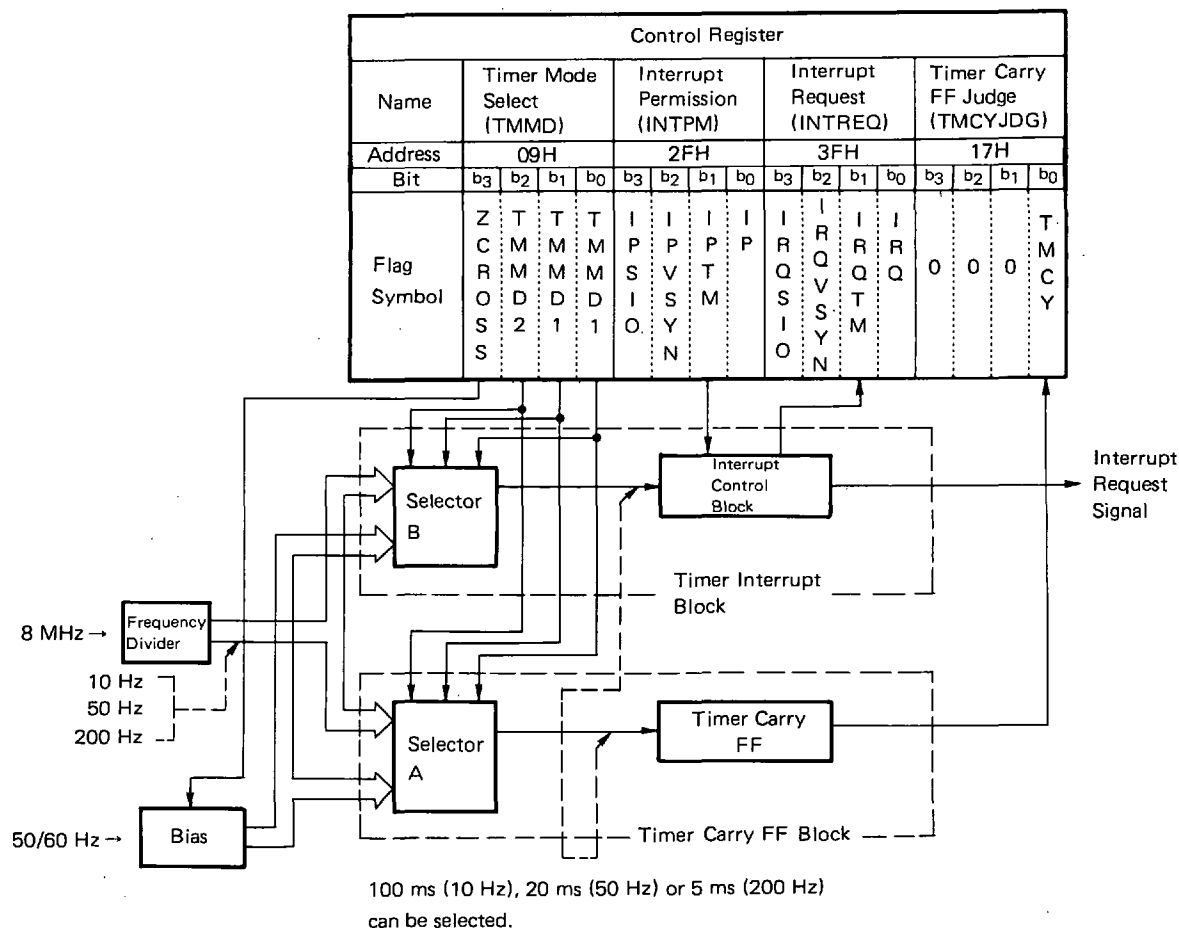 Control Register
Name
Timer Mode
Select
(TMMD)
Interrupt
Permission
(INTPM)
Interrupt
Request
(INTREQ)
Timer Carry
FF Judge
(TMCYJDG)
Address 09H 2FH 3FH 17H
Bit b3 b2 b1 b0 b3 b2 b1 b0 b3 b2 b1 b0 b3 b2 b1 b0
Flag
Symbol
ZCROSS
TMMD2
TMMD1
TMMD1
IPSIO
IPVSYN
IPTM
IP
IRQSIO
IRQVSYN
IRQTM
IRQ
0
0
0
TMCY
Selector
B
Interrupt
Control
Block
Interrupt
Request
Signal
Timer Interrupt
Block
8 MHz →
Frequency
Divider
10 Hz
50 Hz
200 Hz
Selector
A
Timer Carry
FF
Timer Carry FF Block
50/60 Hz →
Bias
100 ms (10 Hz), 20 ms (50 Hz) or 5 ms (200 Hz)
can be selected.